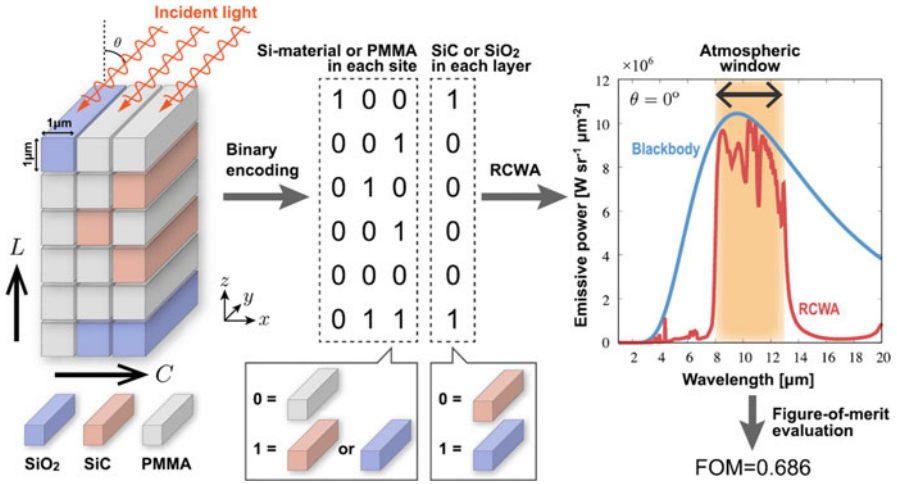 Incident light
θ
1μm
1μm
L
C
z
y
x
SiO2
SiC
PMMA
Binary
encoding
Si-material or PMMA
in each site
SiC or SiO2
in each layer
1 0 0 1
0 0 1 0
0 1 0 0
0 0 1 0
0 0 0 0
0 1 1 1
0 =
1 =
or
0 =
1 =
RCWA
Atmospheric
window
×10⁶
θ = 0º
Blackbody
RCWA
Emissive power [W sr⁻¹ μm⁻²]
12
10
8
6
4
2
0
2 4 6 8 10 12 14 16 18 20
Wavelength [μm]
Figure-of-merit
evaluation
FOM=0.686